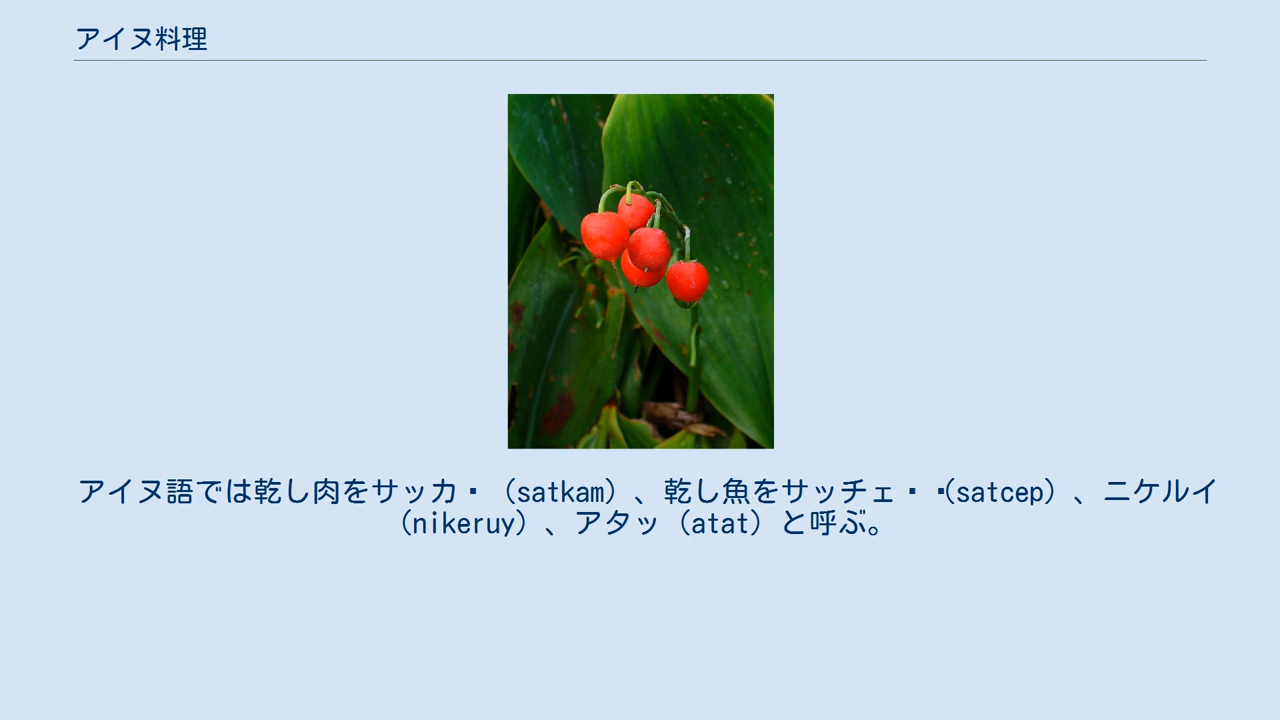 アイヌ料理
アイヌ語では乾し肉をサッカ▪（satkam）、乾し魚をサッチェ▪▪（satcep）、ニケルイ
（nikeruy）、アタッ（atat）と呼ぶ。